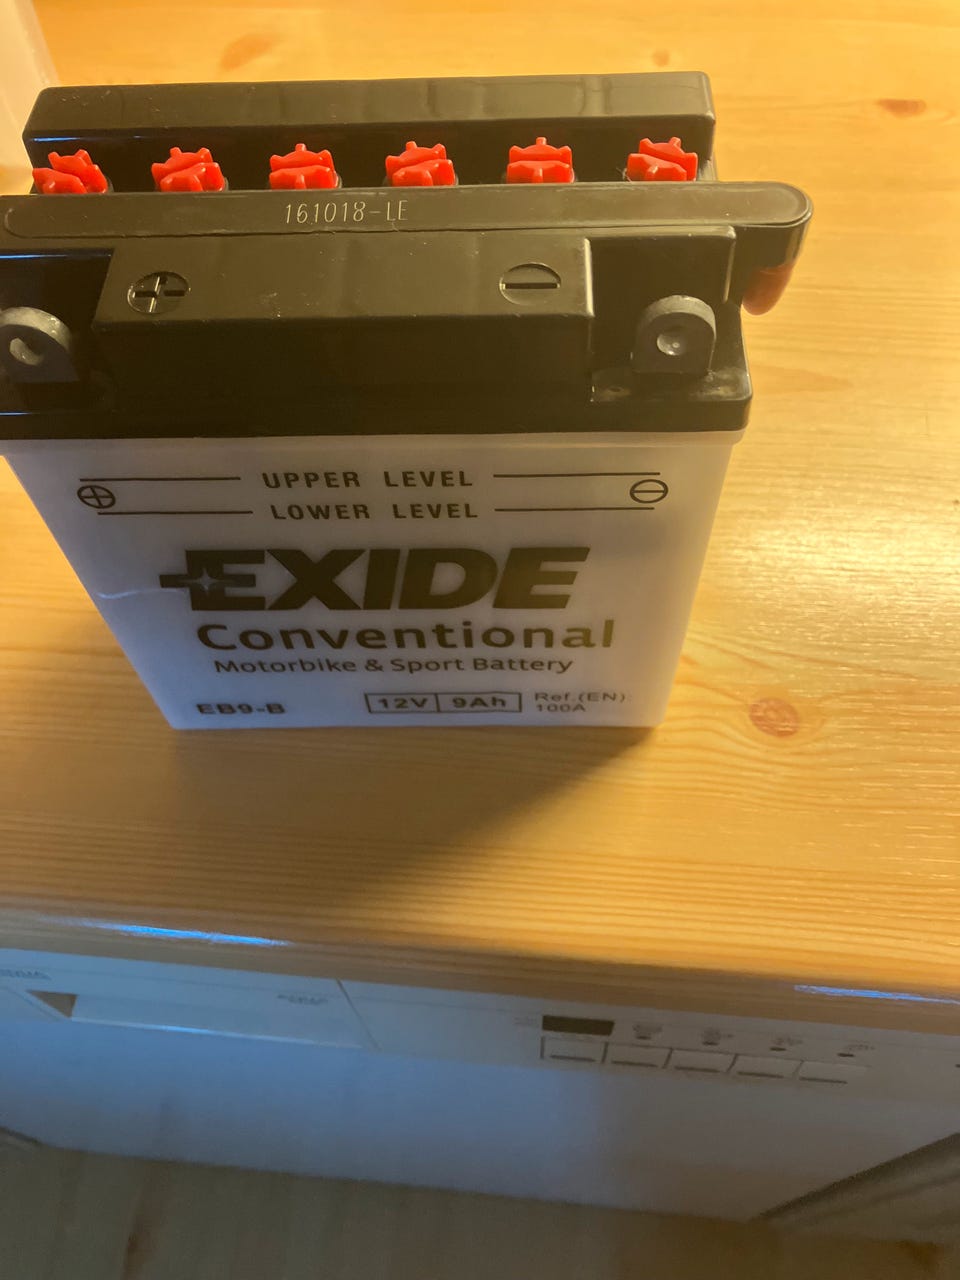 161018-LE
UPPER LEVEL
LOWER LEVEL
EXIDE
Conventional
Motorbike & Sport Battery
EB9-B 12V 9Ah Ref.(EN):
100A